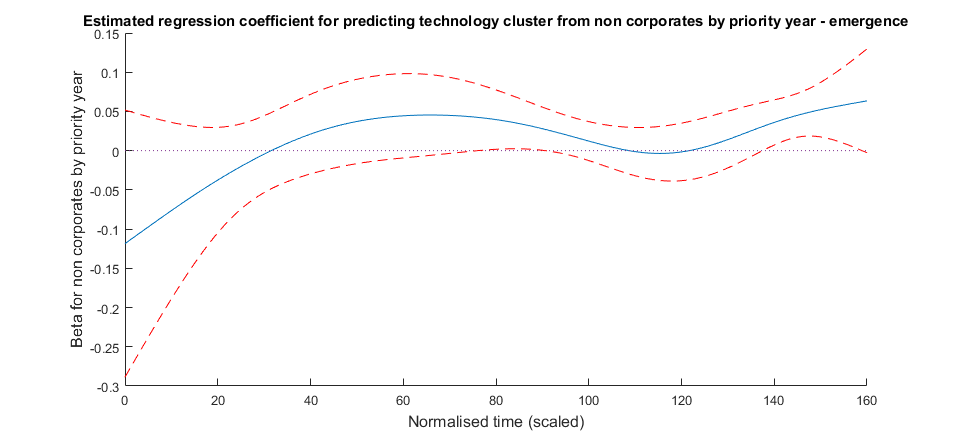 Estimated regression coefficient for predicting technology cluster from non corporates by priority year - emergence
Beta for non corporates by priority year
0.15
0.1
0.05
0
-0.05
-0.1
-0.15
-0.2
-0.25
-0.3
0 20 40 60 80 100 120 140 160
Normalised time (scaled)